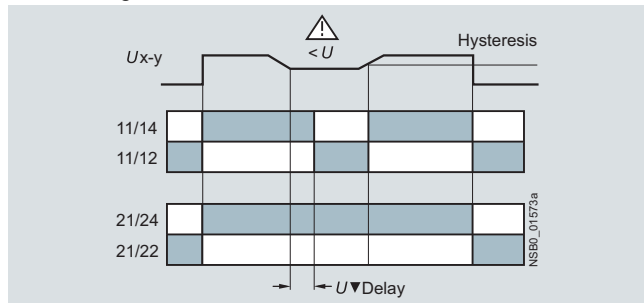 < U
Hysteresis
Ux-y
11/14
11/12
21/24
21/22
U▼Delay
NSB0_01573a